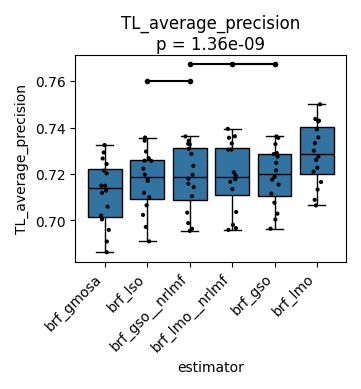 TL_average_precision
p = 1.36e-09
TL_average_precision
0.76
0.74
0.72
0.70
brf_gmosa
brf_lso
brf_gso__nrlmf
brf_lmo__nrlmf
brf_gso
brf_lmo
estimator